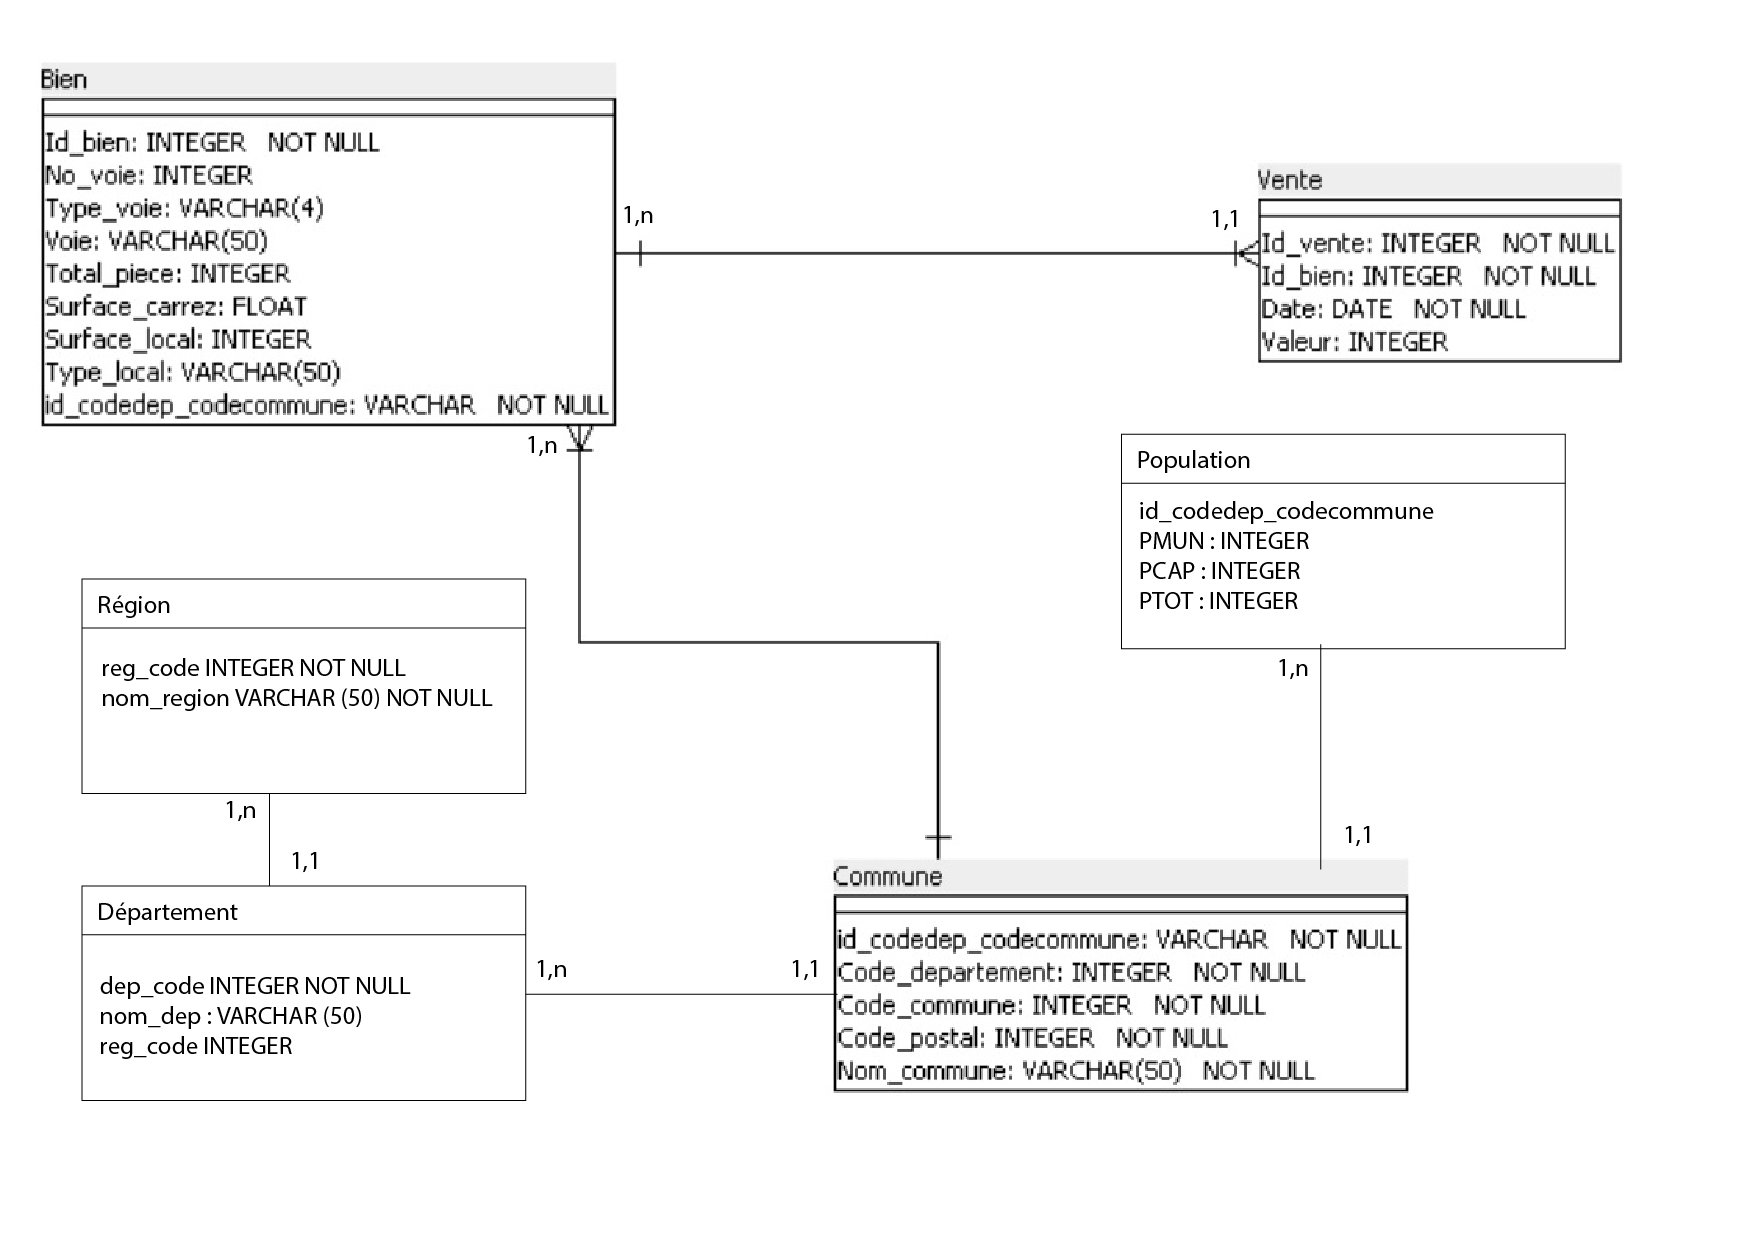 Bien
Id_bien: INTEGER NOT NULL
No_voie: INTEGER
Type_voie: VARCHAR(4)
Voie: VARCHAR(50)
Total_piece: INTEGER
Surface_carrez: FLOAT
Surface_local: INTEGER
Type_local: VARCHAR(50)
id_codedep_codecommune: VARCHAR NOT NULL
1,n
1,1
Vente
Id_vente: INTEGER NOT NULL
Id_bien: INTEGER NOT NULL
Date: DATE NOT NULL
Valeur: INTEGER
1,n
Population
id_codedep_codecommune
PMUN : INTEGER
PCAP : INTEGER
PTOT : INTEGER
1,n
1,1
Région
reg_code INTEGER NOT NULL
nom_region VARCHAR (50) NOT NULL
1,n
1,1
Département
dep_code INTEGER NOT NULL
nom_dep : VARCHAR (50)
reg_code INTEGER
1,n
1,1
Commune
id_codedep_codecommune: VARCHAR NOT NULL
Code_departement: INTEGER NOT NULL
Code_commune: INTEGER NOT NULL
Code_postal: INTEGER NOT NULL
Nom_commune: VARCHAR(50) NOT NULL